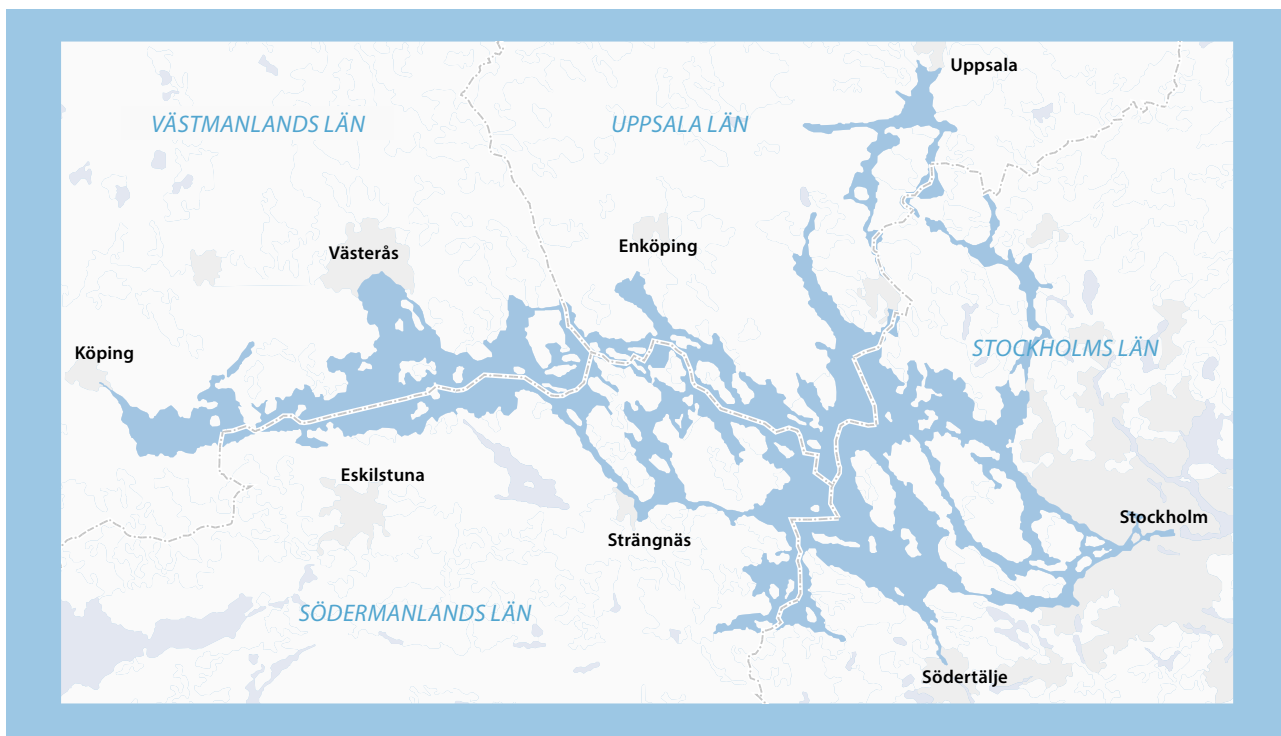 Uppsala
VÄSTMANLANDS LÄN
UPPSALA LÄN
Västerås
Enköping
Köping
STOCKHOLMS LÄN
Eskilstuna
Stockholm
Strängnäs
SÖDERMANLANDS LÄN
Södertälje